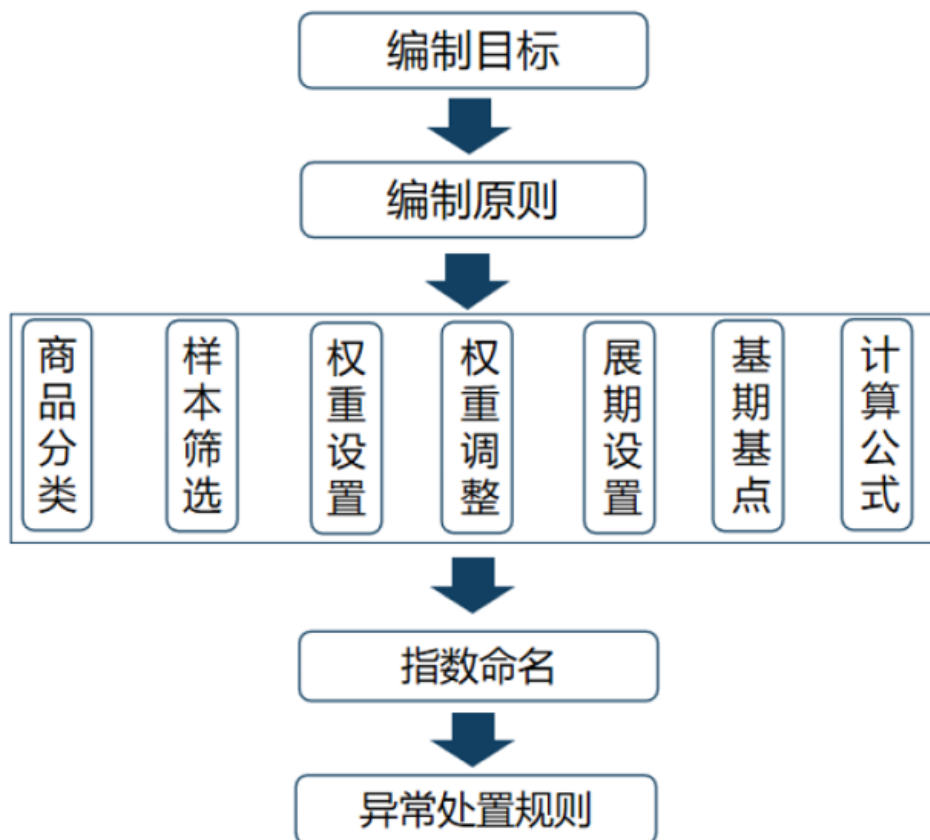 编制目标
编制原则
商品分类
样本筛选
权重设置
权重调整
展期设置
基期基点
计算公式
指数命名
异常处置规则